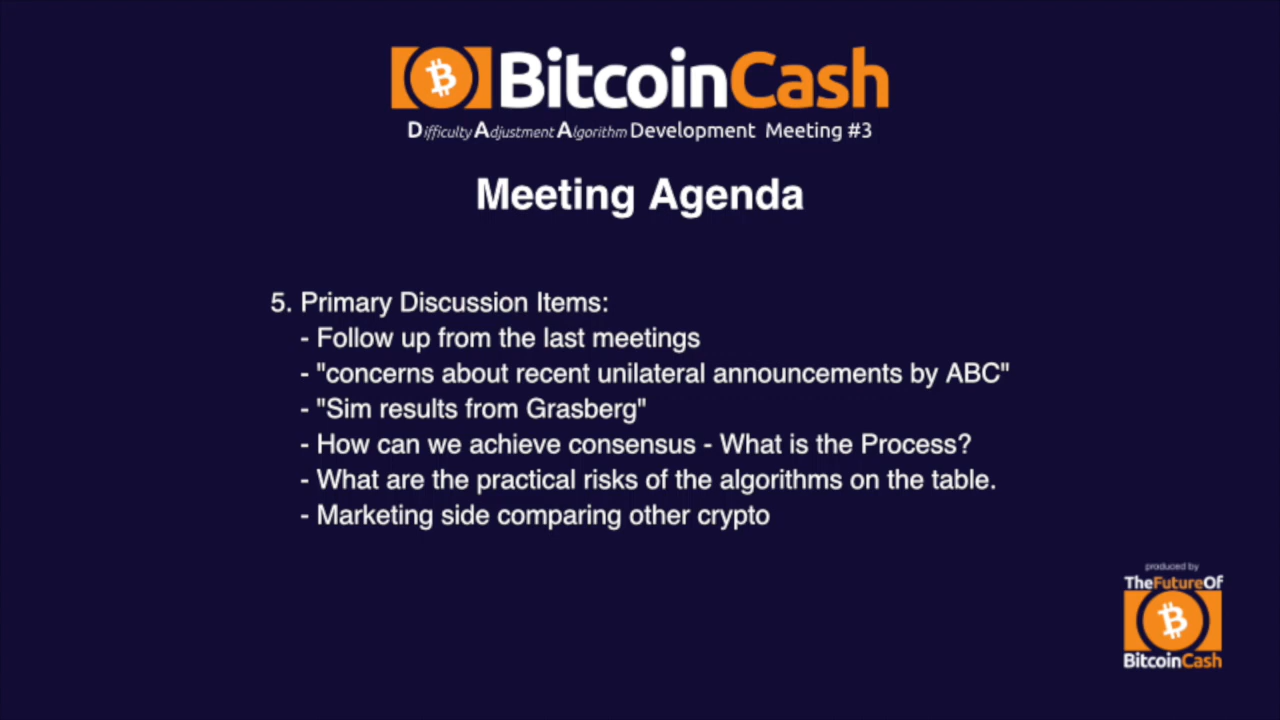 BitcoinCash
Difficulty Adjustment Algorithm Development Meeting #3
Meeting Agenda
5. Primary Discussion Items:
- Follow up from the last meetings
- "concerns about recent unilateral announcements by ABC"
- "Sim results from Grasberg"
- How can we achieve consensus - What is the Process?
- What are the practical risks of the algorithms on the table.
- Marketing side comparing other crypto
produced by
TheFutureOf
BitcoinCash